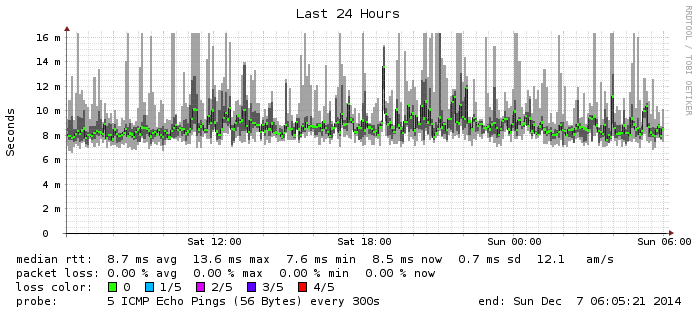 Last 24 Hours
RRDTOOL / TOBI OETIKER
Seconds
16 m
14 m
12 m
10 m
8 m
6 m
4 m
2 m
0
Sat 12:00 Sat 18:00 Sun 00:00 Sun 06:00
median rtt: 8.7 ms avg 13.6 ms max 7.6 ms min 8.5 ms now 0.7 ms sd 12.1 am/s
packet loss: 0.00 % avg 0.00 % max 0.00 % min 0.00 % now
loss color: 0 1/5 2/5 3/5 4/5
probe: 5 ICMP Echo Pings (56 Bytes) every 300s end: Sun Dec 7 06:05:21 2014